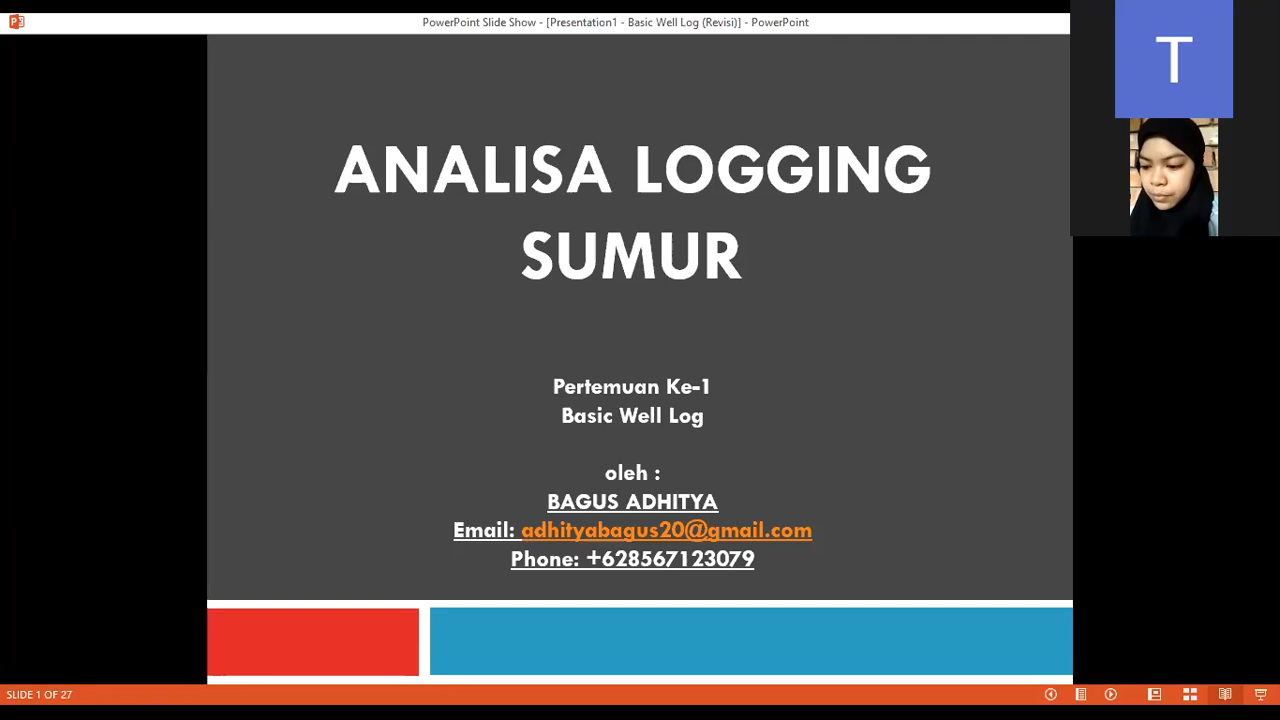 PowerPoint Slide Show - [Presentation1 - Basic Well Log (Revisi)] - PowerPoint
T
ANALISA LOGGING
SUMUR
Pertemuan Ke-1
Basic Well Log
oleh :
BAGUS ADHITYA
Email: adhityabagus20@gmail.com
Phone: +628567123079
SLIDE 1 OF 27